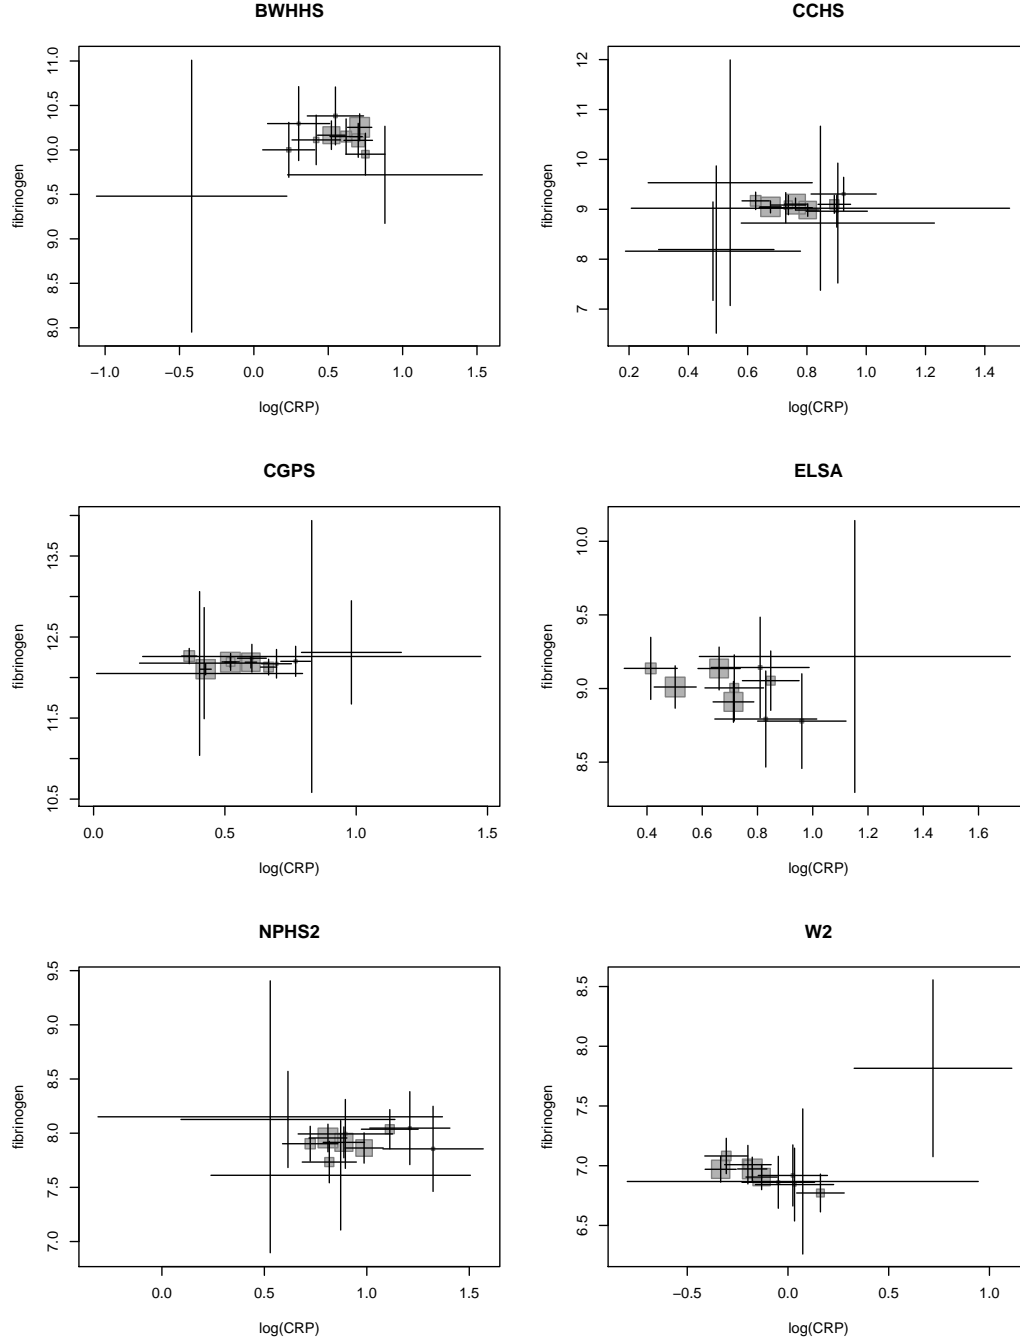 BWHHS
fibrinogen
8.0 8.5 9.0 9.5 10.0 10.5 11.0
−1.0 −0.5 0.0 0.5 1.0 1.5
log(CRP)
CCHS
fibrinogen
7 8 9 10 11 12
0.2 0.4 0.6 0.8 1.0 1.2 1.4
log(CRP)
CGPS
fibrinogen
10.5 11.5 12.5 13.5
0.0 0.5 1.0 1.5
log(CRP)
ELSA
fibrinogen
8.5 9.0 9.5 10.0
0.4 0.6 0.8 1.0 1.2 1.4 1.6
log(CRP)
NPHS2
fibrinogen
7.0 7.5 8.0 8.5 9.0 9.5
0.0 0.5 1.0 1.5
log(CRP)
W2
fibrinogen
6.5 7.0 7.5 8.0 8.5
−0.5 0.0 0.5 1.0
log(CRP)